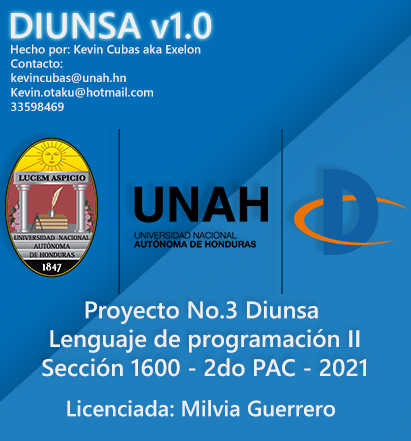 DIUNSA v1.0
Hecho por: Kevin Cubas aka Exelon
Contacto:
kevincubas@unah.hn
Kevin.otaku@hotmail.com
33598469
LUCEM ASPICIO
UNIVERSIDAD NACIONAL
AUTÓNOMA
DE HONDURAS
1847
UNAH
UNIVERSIDAD NACIONAL
AUTÓNOMA DE HONDURAS
D
Proyecto No.3 Diunsa
Lenguaje de programación II
Sección 1600 - 2do PAC - 2021
Licenciada: Milvia Guerrero